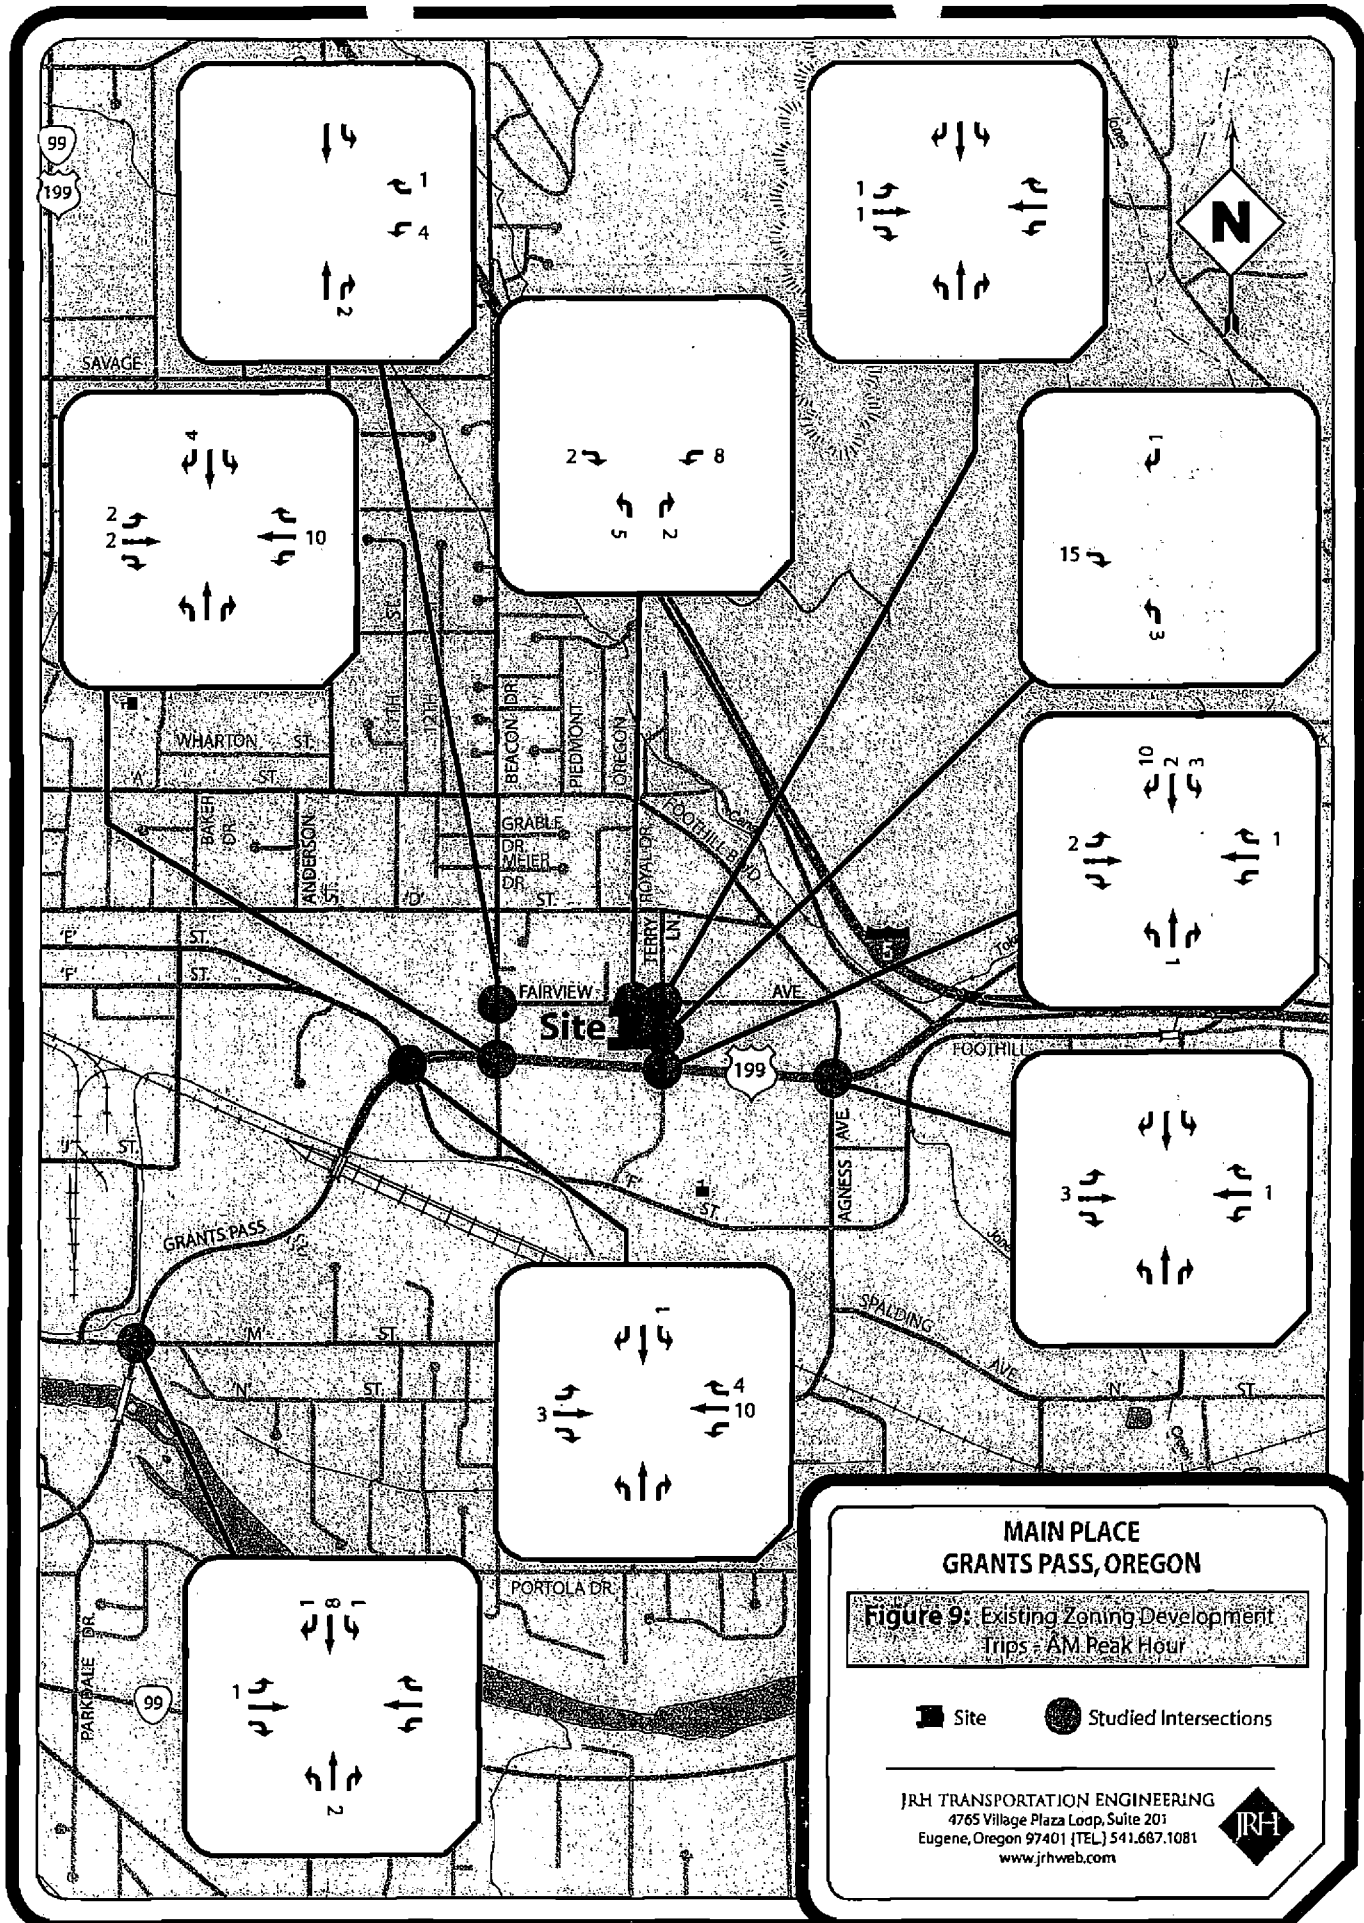 99
199
1
4
2
1
1
N
SAVAGE
4
2
2
10
2
8
5
2
1
15
3
10
2
3
2
1
1
WHARTON ST.
'A' ST.
BAKER DR.
ANDERSON ST.
'D' ST.
11TH
12TH
BEACON DR.
PIEDMONT
OREGON
GRABLE DR.
MEIER DR.
FOOTHILL BLVD
ROYAL DR.
TERRY LN.
'E' ST.
'F' ST.
5
FAIRVIEW AVE.
Site
199
FOOTHILL
'J' ST.
'F' ST.
AGNESS AVE.
GRANTS PASS
Jones
3
1
SPALDING AVE.
'M' ST.
'N' ST.
'N' ST.
1
3
4
10
PORTOLA DR.
PARKDALE DR.
99
1
8
1
1
2
MAIN PLACE
GRANTS PASS, OREGON
Figure 9: Existing Zoning Development
Trips - AM Peak Hour
Site
Studied Intersections
JRH TRANSPORTATION ENGINEERING
4765 Village Plaza Loop, Suite 201
Eugene, Oregon 97401 (TEL) 541.687.1081
www.jrhweb.com
JRH